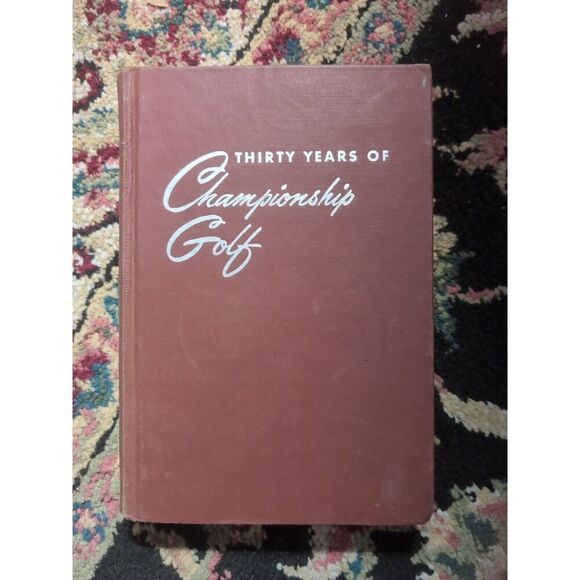 THIRTY YEARS OF
Championship
Golf